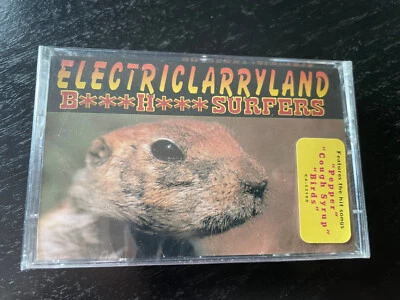 ELECTRICLARRYLAND
B***H*** SURFERS
Features the hit songs
"Pepper"
"Cough Syrup"
"Birds"